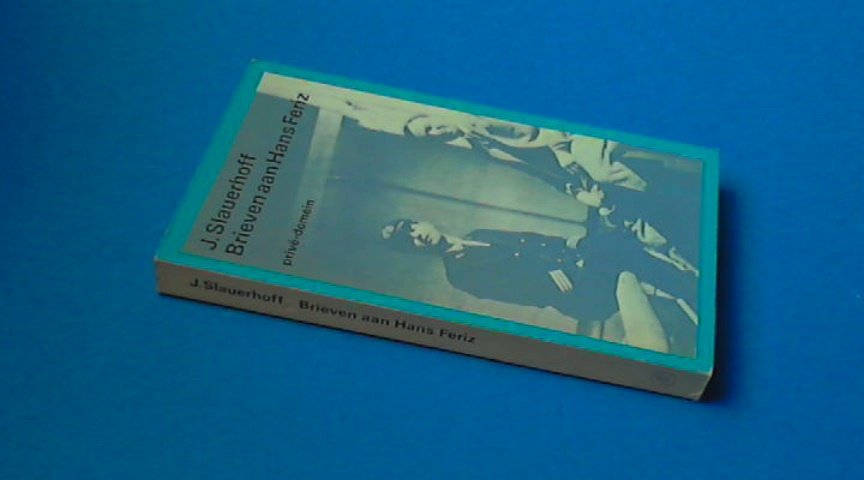 J. Slauerhoff
Brieven aan Hans Feriz
privé-domein
J. Slauerhoff Brieven aan Hans Feriz